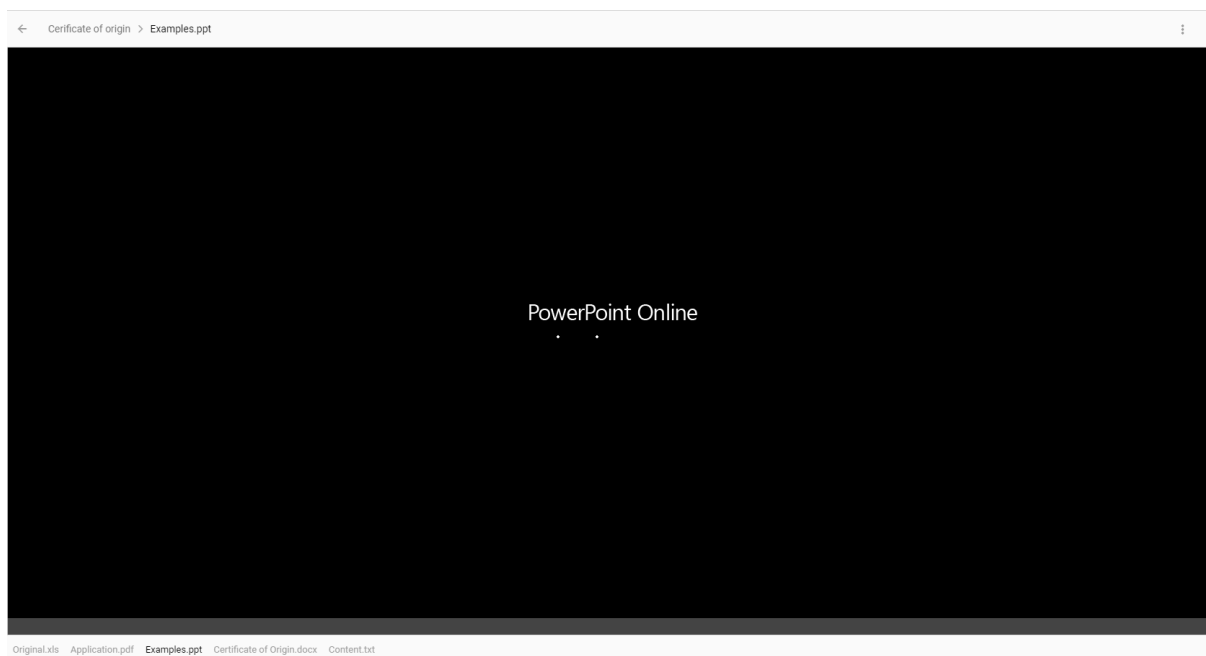 Cerificate of origin > Examples.ppt
PowerPoint Online
Original.xls Application.pdf Examples.ppt Certificate of Origin.docx Content.txt